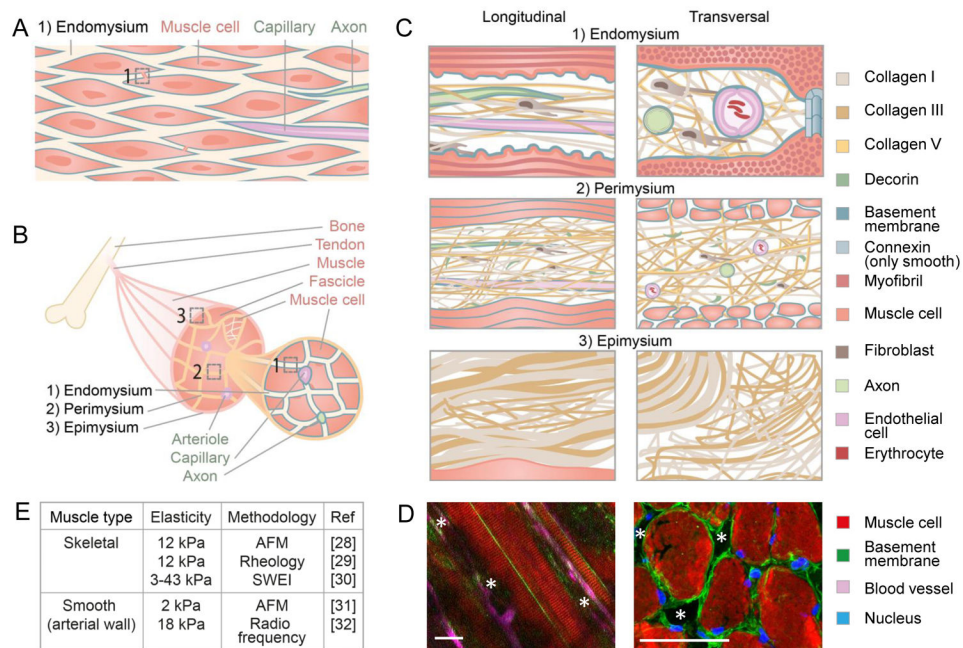 A
1) Endomysium Muscle cell Capillary Axon
1
B
Bone
Tendon
Muscle
Fascicle
Muscle cell
3
2
1
1) Endomysium
2) Perimysium
3) Epimysium
Arteriole
Capillary
Axon
C
Longitudinal Transversal
1) Endomysium
2) Perimysium
3) Epimysium
Collagen I
Collagen III
Collagen V
Decorin
Basement
membrane
Connexin
(only smooth)
Myofibril
Muscle cell
Fibroblast
Axon
Endothelial
cell
Erythrocyte
E
Muscle type Elasticity Methodology Ref
Skeletal 12 kPa AFM [28]
12 kPa Rheology [29]
3-43 kPa SWEI [30]
Smooth 2 kPa AFM [31]
(arterial wall) 18 kPa Radio [32]
frequency
D
* * *
* * *
Muscle cell
Basement
membrane
Blood vessel
Nucleus